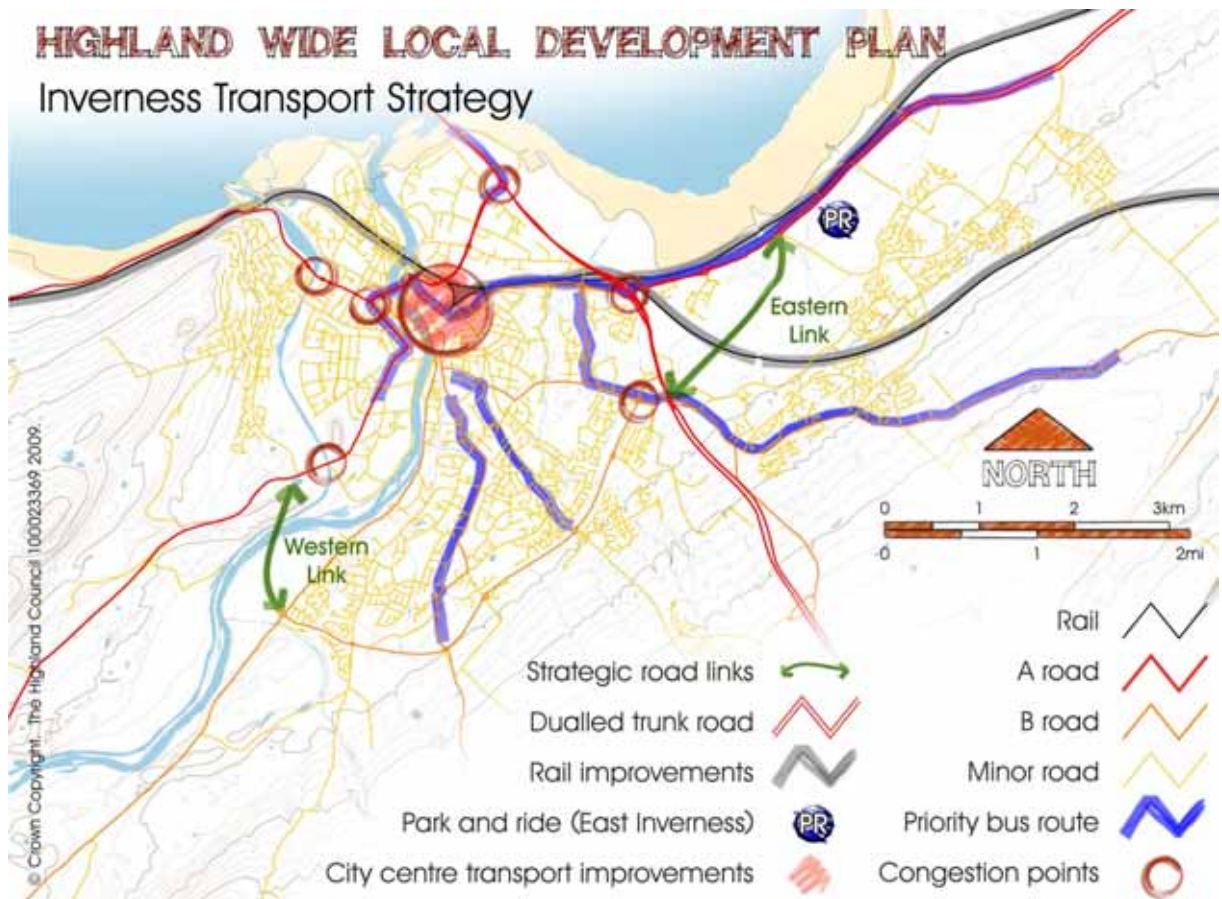 HIGHLAND WIDE LOCAL DEVELOPMENT PLAN
Inverness Transport Strategy
PR
Eastern
Link
NORTH
0 1 2 3km
0 1 2mi
Western
Link
Rail
Strategic road links
A road
Dualled trunk road
B road
Rail improvements
Minor road
Park and ride (East Inverness)
PR
Priority bus route
City centre transport improvements
Congestion points
© Crown Copyright. The Highland Council 100023369 2009.